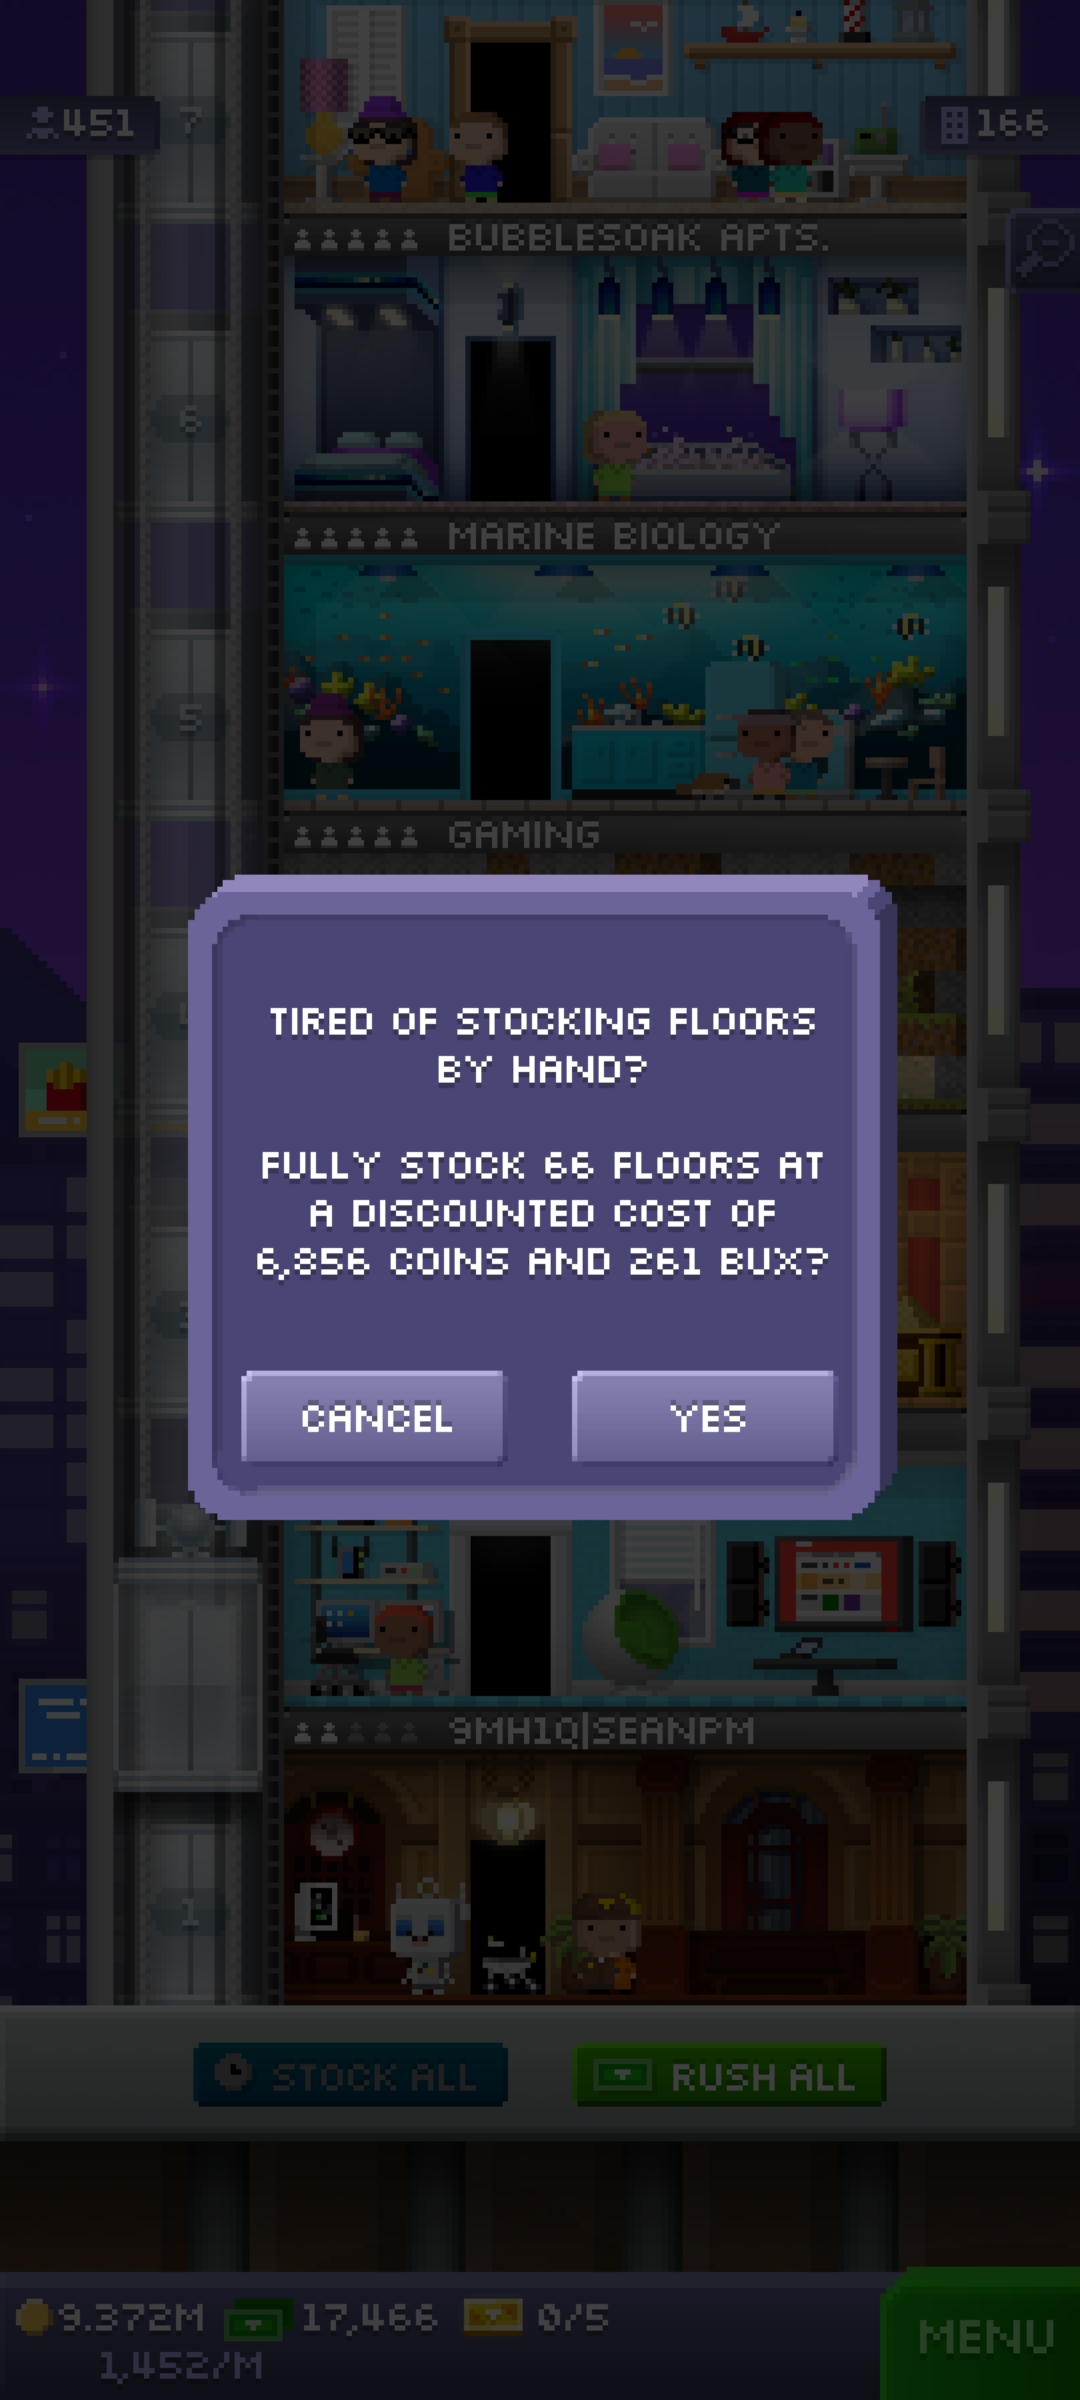 451
7
166
BUBBLESOAK APTS.
6
MARINE BIOLOGY
5
GAMING
TIRED OF STOCKING FLOORS
BY HAND?
FULLY STOCK 66 FLOORS AT
A DISCOUNTED COST OF
6,856 COINS AND 261 BUX?
CANCEL
YES
9MH1Q|SEANPM
1
STOCK ALL
RUSH ALL
9.372M
17,466
0/5
1,452/M
MENU